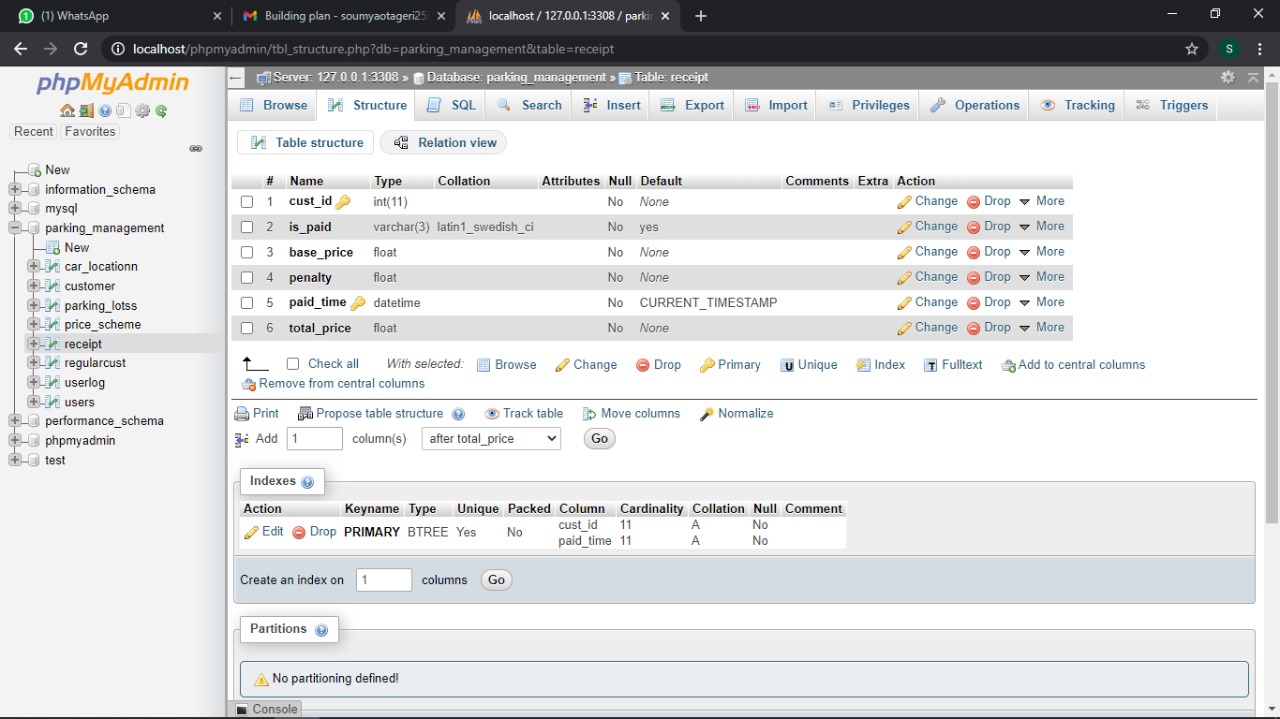 (1) WhatsApp
Building plan - soumyaotageri25
localhost / 127.0.0.1:3308 / parki
localhost/phpmyadmin/tbl_structure.php?db=parking_management&table=receipt
S
phpMyAdmin
Recent Favorites
New
information_schema
mysql
parking_management
New
car_locationn
customer
parking_lotss
price_scheme
receipt
regularcust
userlog
users
performance_schema
phpmyadmin
test
Server: 127.0.0.1:3308 » Database: parking_management » Table: receipt
Browse Structure SQL Search Insert Export Import Privileges Operations Tracking Triggers
Table structure Relation view
# Name Type Collation Attributes Null Default Comments Extra Action
1 cust_id int(11) No None Change Drop More
2 is_paid varchar(3) latin1_swedish_ci No yes Change Drop More
3 base_price float No None Change Drop More
4 penalty float No None Change Drop More
5 paid_time datetime No CURRENT_TIMESTAMP Change Drop More
6 total_price float No None Change Drop More
Check all With selected: Browse Change Drop Primary Unique Index Fulltext Add to central columns
Remove from central columns
Print Propose table structure Track table Move columns Normalize
Add 1 column(s) after total_price Go
Indexes
Action Keyname Type Unique Packed Column Cardinality Collation Null Comment
Edit Drop PRIMARY BTREE Yes No cust_id 11 A No
paid_time 11 A No
Create an index on 1 columns Go
Partitions
No partitioning defined!
Console